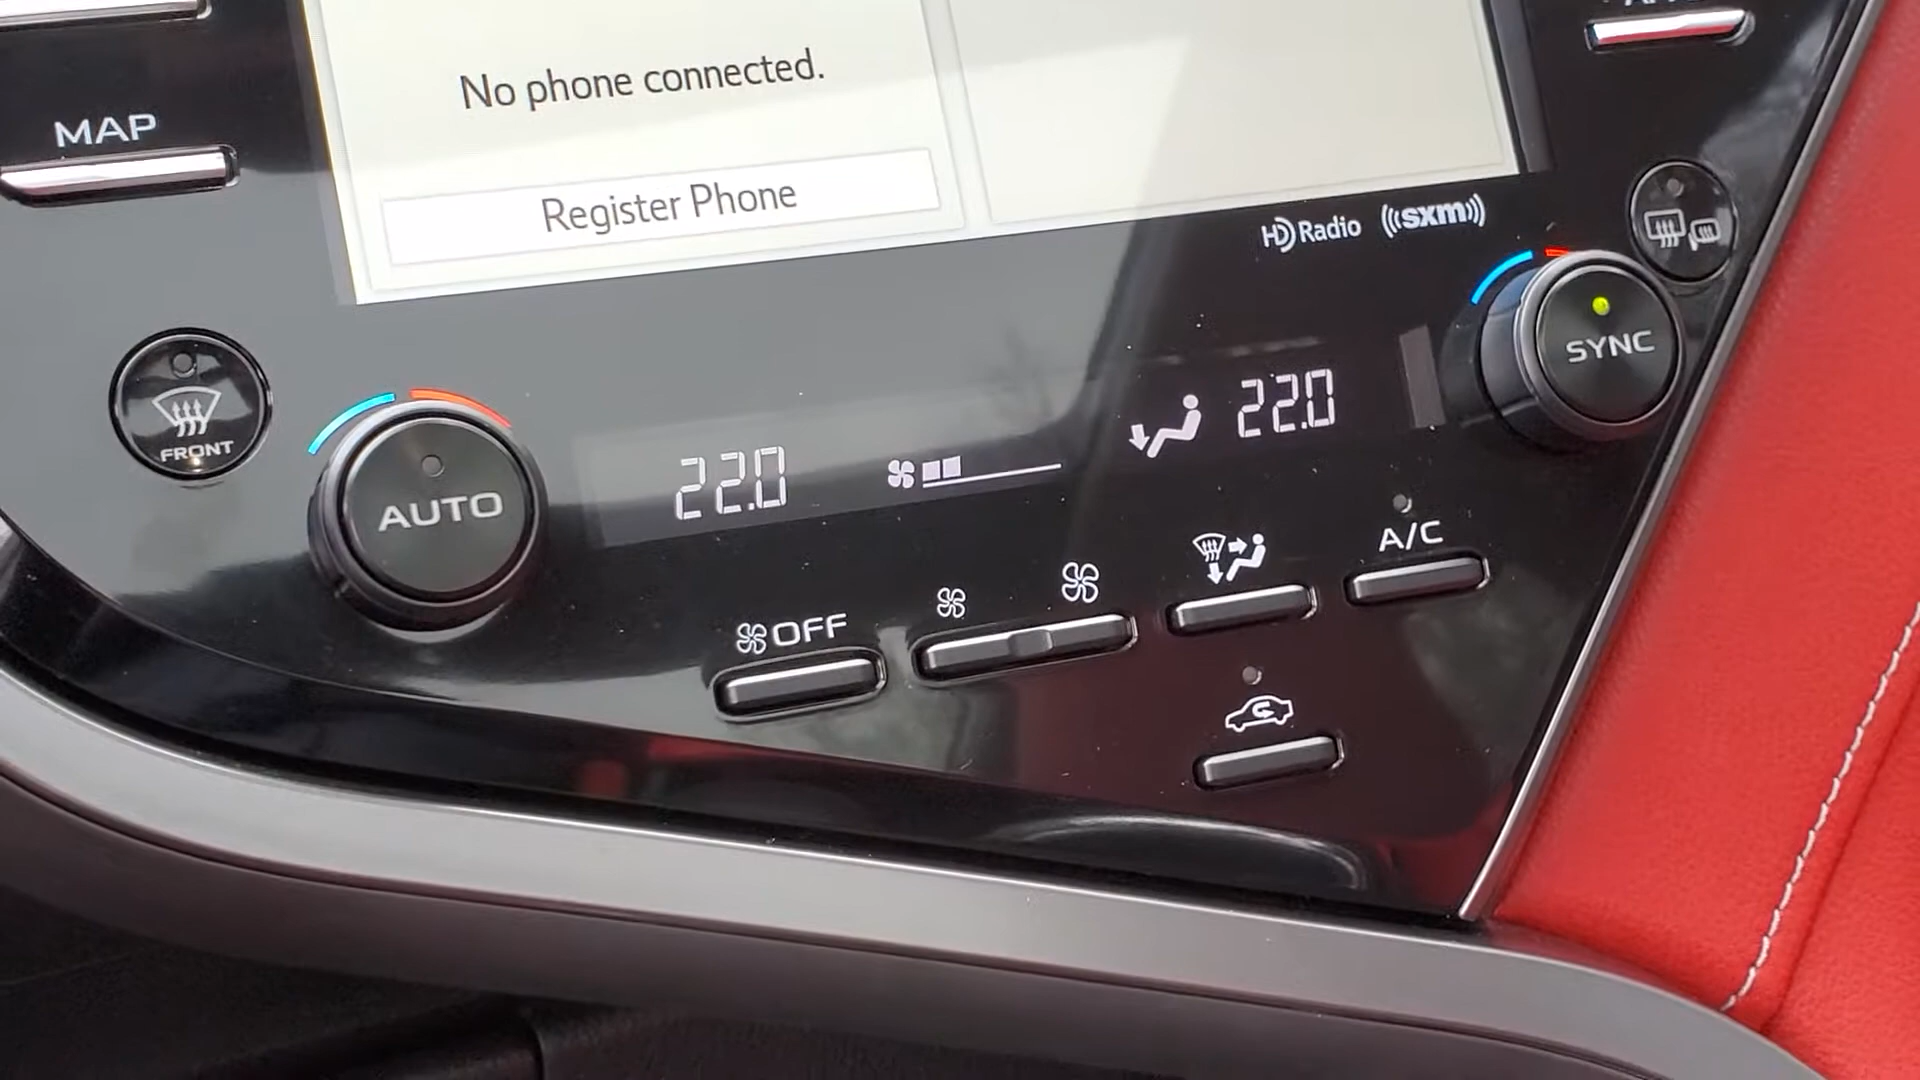 No phone connected.
MAP
Register Phone
HD Radio
((sxm))
SYNC
FRONT
AUTO
22.0
22.0
A/C
OFF